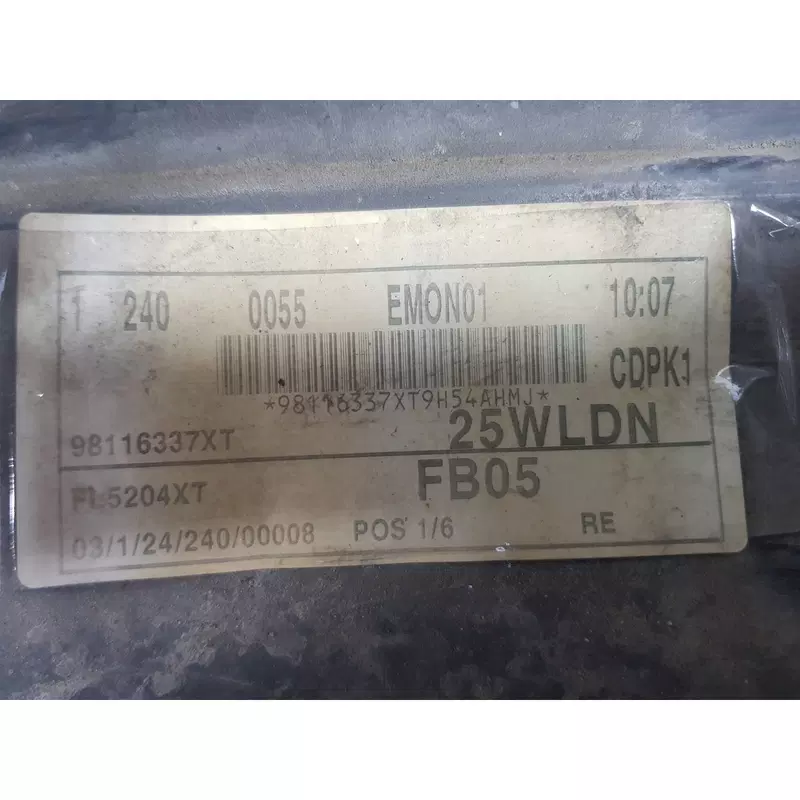 1 240 0055 EMON01 10:07
CDPK1
*98116337XT9H54AHMJ*
98116337XT 25WLDN
FL5204XT FB05
03/1/24/240/00008 POS 1/6 RE